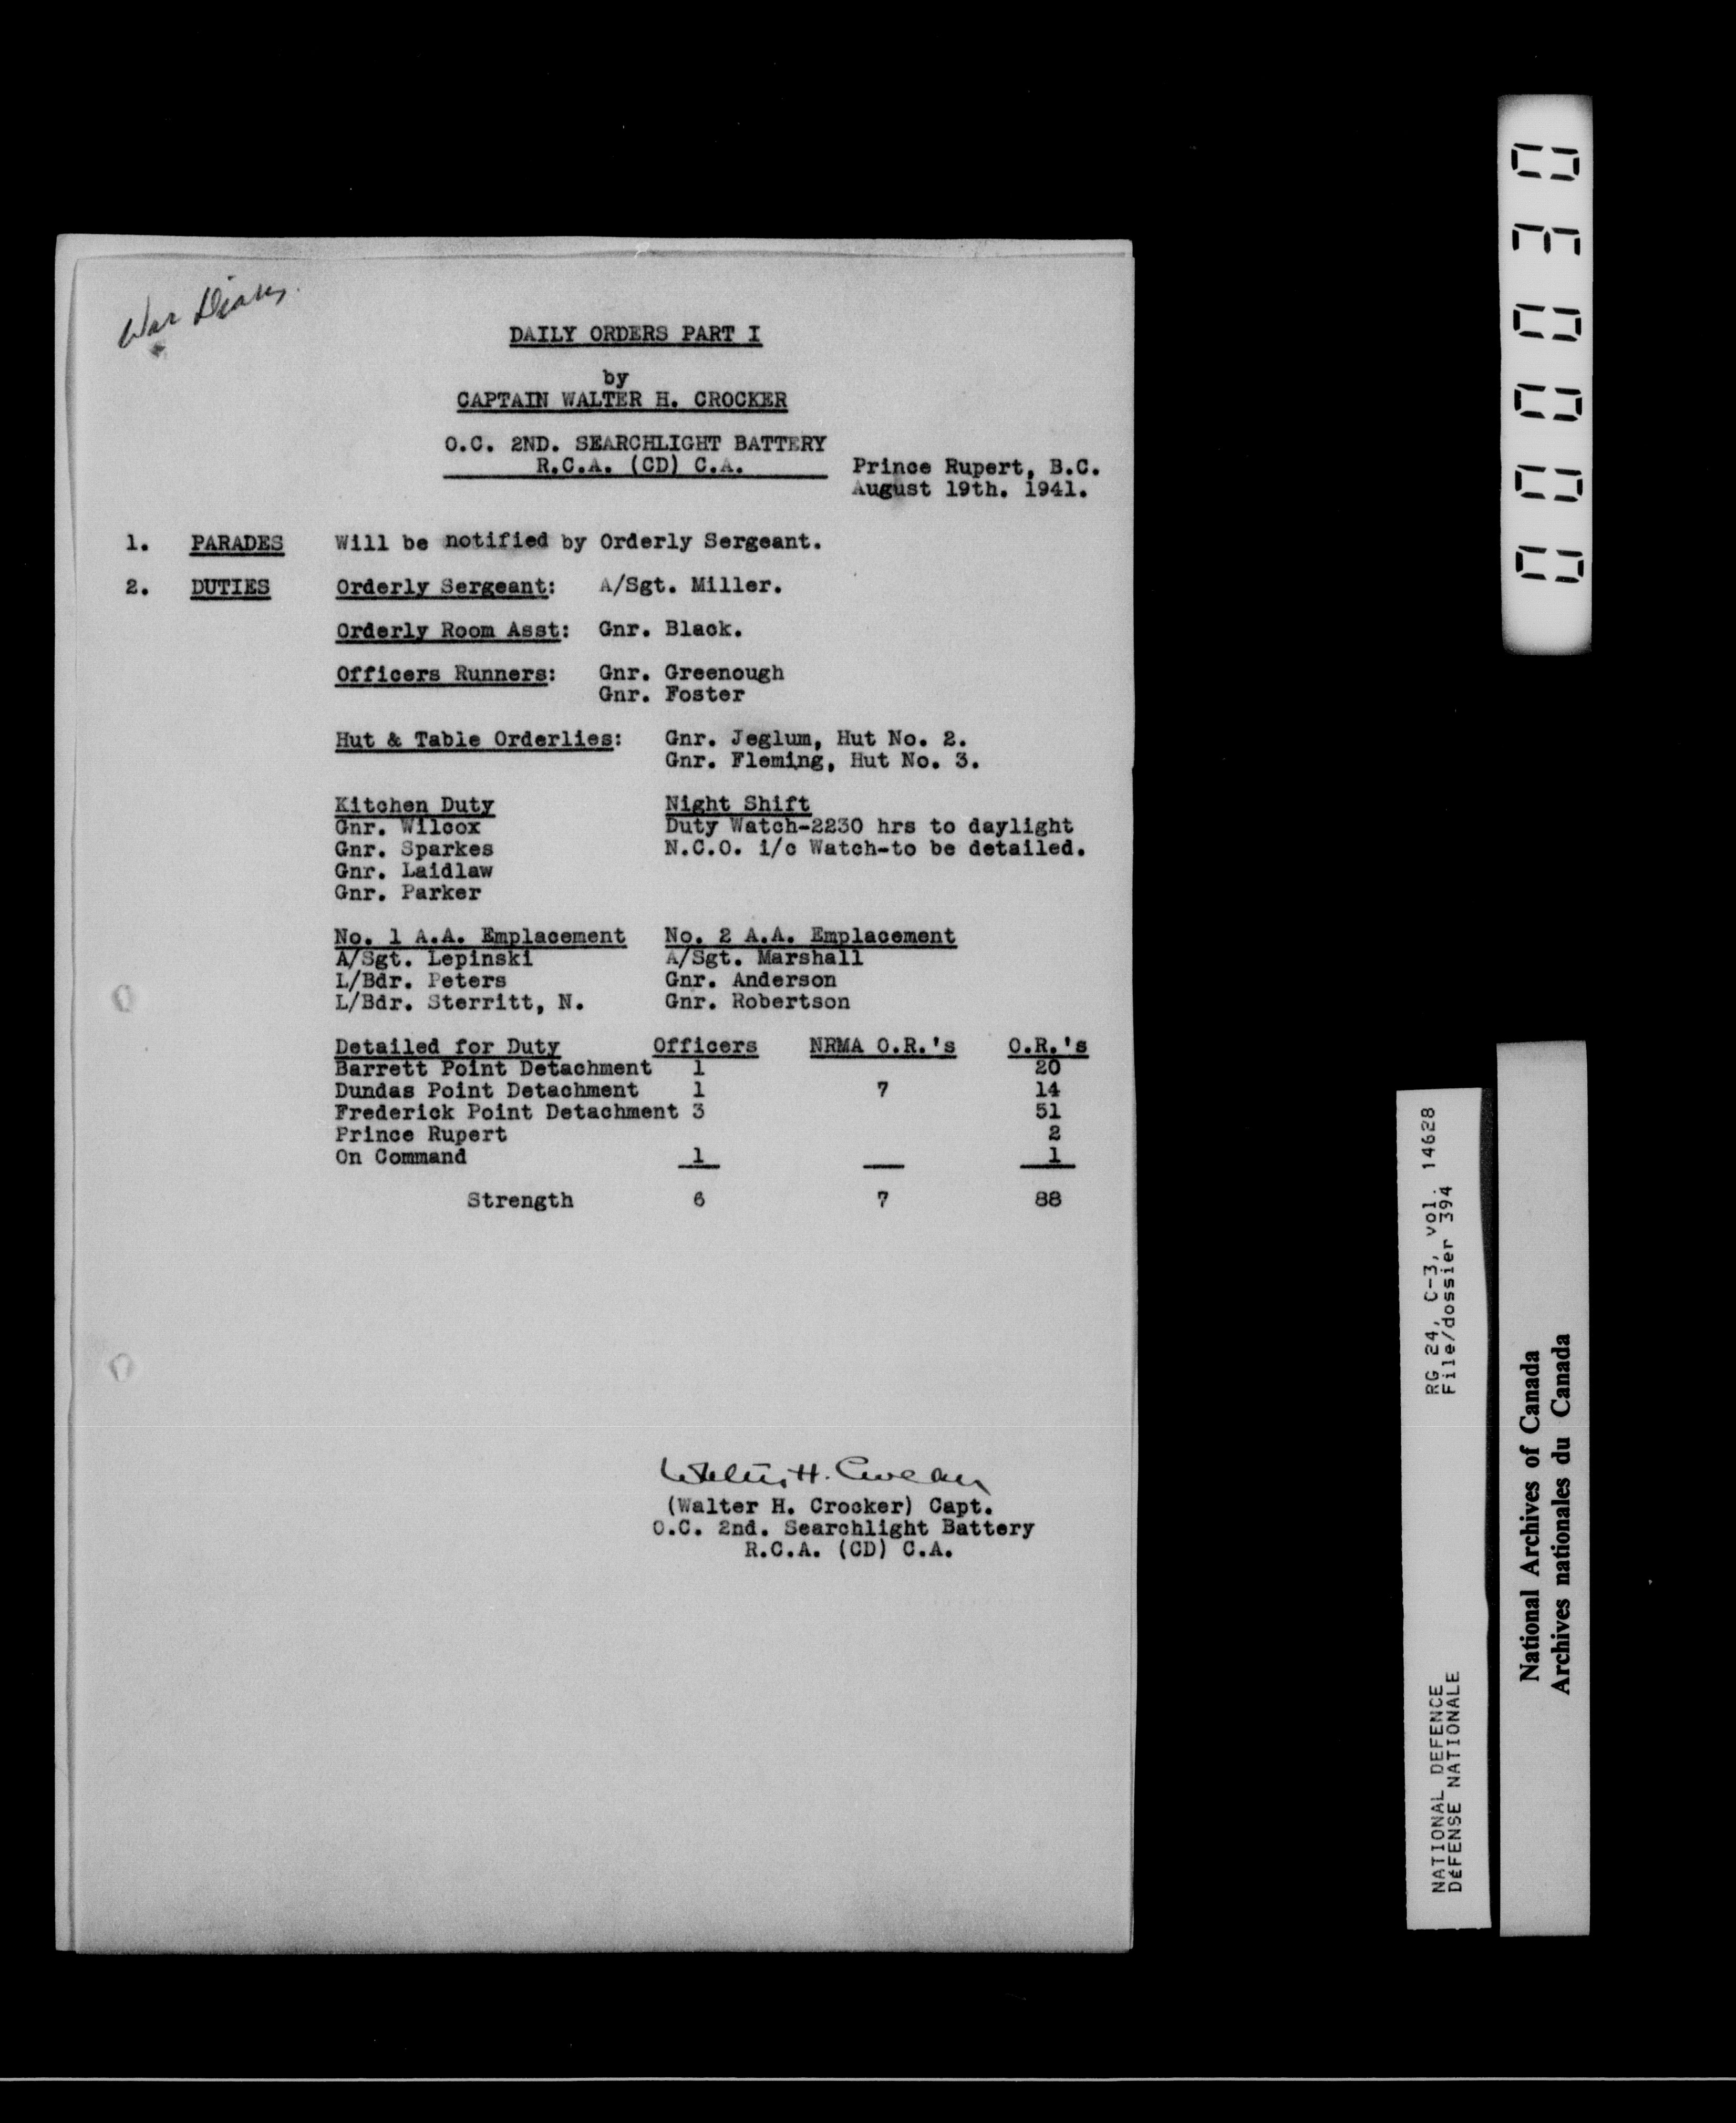 War Diary.
DAILY ORDERS PART I
by
CAPTAIN WALTER H. CROCKER
O.C. 2ND. SEARCHLIGHT BATTERY
R.C.A. (CD) C.A.
Prince Rupert, B.C.
August 19th. 1941.
1. PARADES Will be notified by Orderly Sergeant.
2. DUTIES Orderly Sergeant: A/Sgt. Miller.
Orderly Room Asst: Gnr. Black.
Officers Runners: Gnr. Greenough
Gnr. Foster
Hut & Table Orderlies: Gnr. Jeglum, Hut No. 2.
Gnr. Fleming, Hut No. 3.
Kitchen Duty Night Shift
Gnr. Wilcox Duty Watch-2230 hrs to daylight
Gnr. Sparkes N.C.O. i/c Watch-to be detailed.
Gnr. Laidlaw
Gnr. Parker
No. 1 A.A. Emplacement No. 2 A.A. Emplacement
A/Sgt. Lepinski A/Sgt. Marshall
L/Bdr. Peters Gnr. Anderson
L/Bdr. Sterritt, N. Gnr. Robertson
Detailed for Duty Officers NRMA O.R.'s O.R.'s
Barrett Point Detachment 1 20
Dundas Point Detachment 1 7 14
Frederick Point Detachment 3 51
Prince Rupert 2
On Command 1 1
Strength 6 7 88
Walter H. Crocker
(Walter H. Crocker) Capt.
O.C. 2nd. Searchlight Battery
R.C.A. (CD) C.A.
000030
RG 24, C-3, vol. 14628
File/dossier 394
NATIONAL DEFENCE
DéFENSE NATIONALE
National Archives of Canada
Archives nationales du Canada